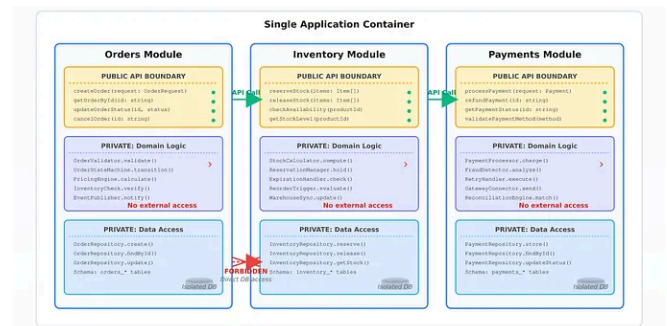 Single Application Container
Orders Module
PUBLIC API BOUNDARY
createOrder(request: OrderRequest)
getOrderById(id: string)
updateOrderStatus(id, status)
cancelOrder(id: string)
PRIVATE: Domain Logic
OrderValidator.validate()
OrderStateMachine.transition()
PricingEngine.calculate()
InventoryCheck.verify()
EventPublisher.notify()
No external access
PRIVATE: Data Access
OrderRepository.create()
OrderRepository.findById()
OrderRepository.update()
Schema: orders_* tables
Isolated DB
API Call
FORBIDDEN
Direct DB access
Inventory Module
PUBLIC API BOUNDARY
reserveStock(items: Item[])
releaseStock(items: Item[])
checkAvailability(productId)
getStockLevel(productId)
PRIVATE: Domain Logic
StockCalculator.compute()
ReservationManager.hold()
ExpirationHandler.check()
ReorderTrigger.evaluate()
WarehouseSync.update()
No external access
PRIVATE: Data Access
InventoryRepository.reserve()
InventoryRepository.release()
InventoryRepository.getStock()
Schema: inventory_* tables
Isolated DB
API Call
Payments Module
PUBLIC API BOUNDARY
processPayment(request: Payment)
refundPayment(id: string)
getPaymentStatus(id: string)
validatePaymentMethod(method)
PRIVATE: Domain Logic
PaymentProcessor.charge()
FraudDetector.analyze()
RetryHandler.execute()
GatewayConnector.send()
ReconciliationEngine.match()
No external access
PRIVATE: Data Access
PaymentRepository.store()
PaymentRepository.findById()
PaymentRepository.updateStatus()
Schema: payments_* tables
Isolated DB